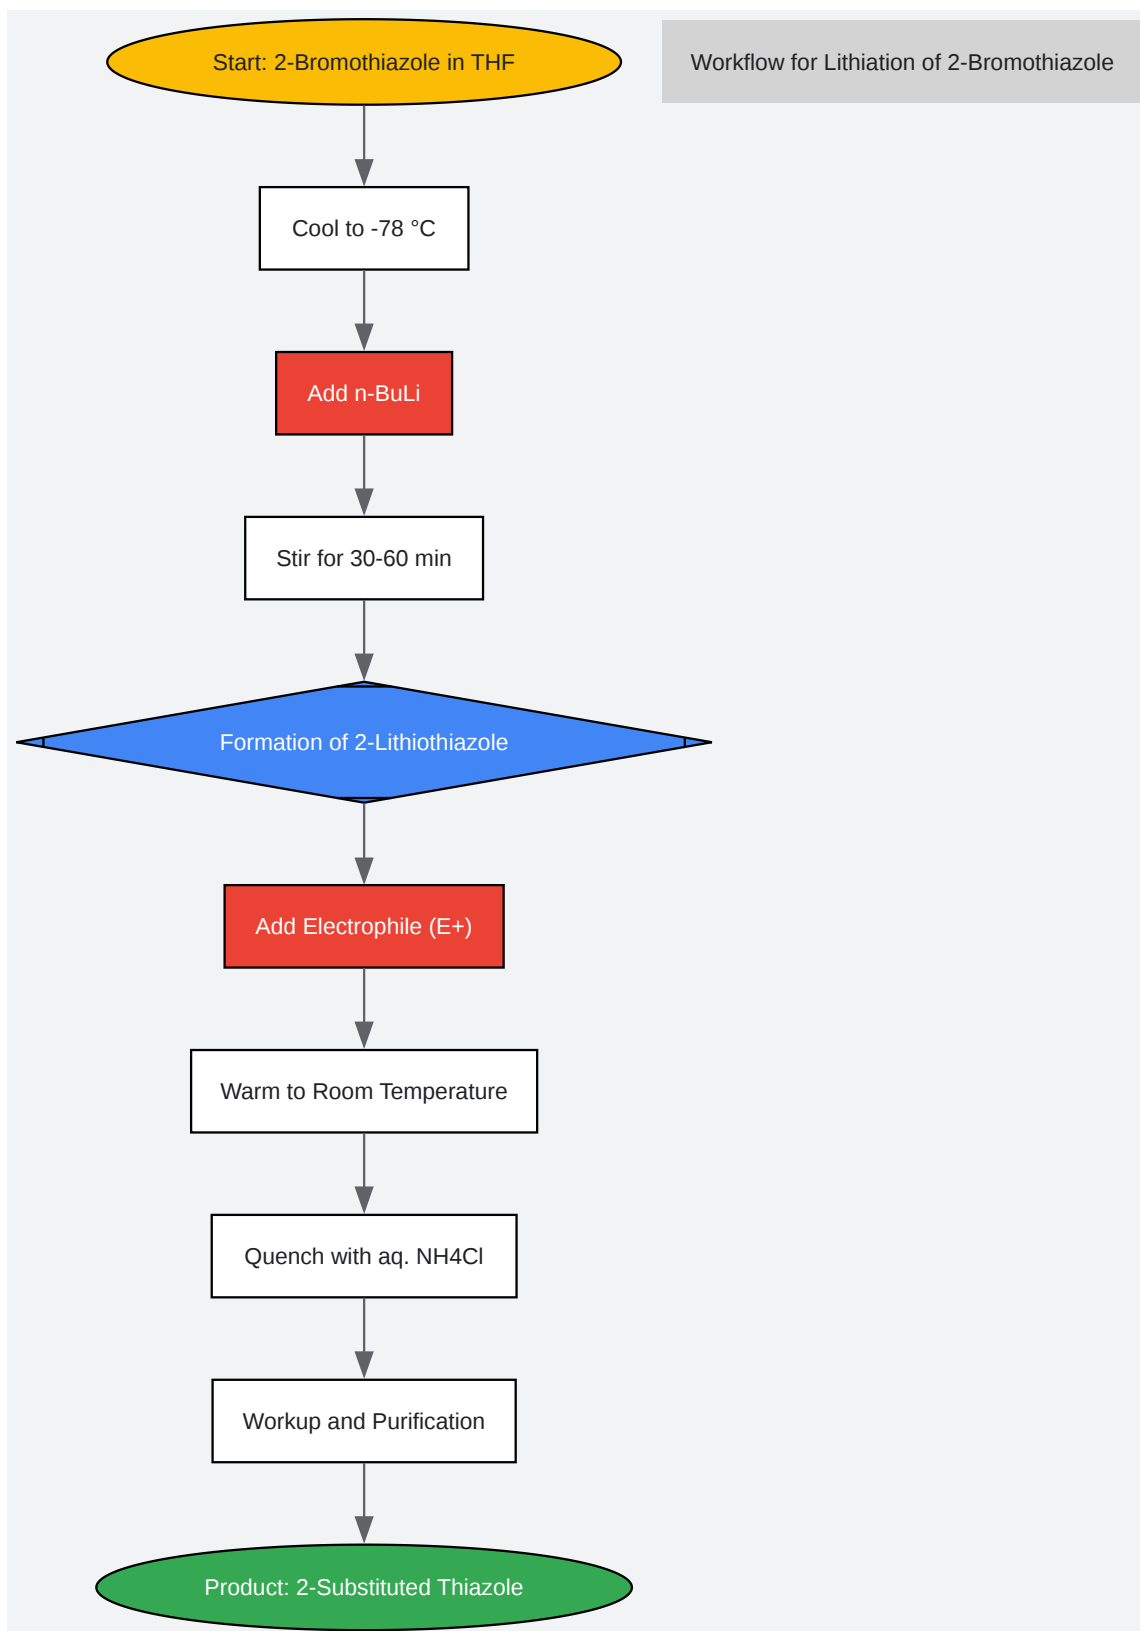 Start: 2-Bromothiazole in THF
Workflow for Lithiation of 2-Bromothiazole
Cool to -78 °C
Add n-BuLi
Stir for 30-60 min
Formation of 2-Lithiothiazole
Add Electrophile (E+)
Warm to Room Temperature
Quench with aq. NH4Cl
Workup and Purification
Product: 2-Substituted Thiazole